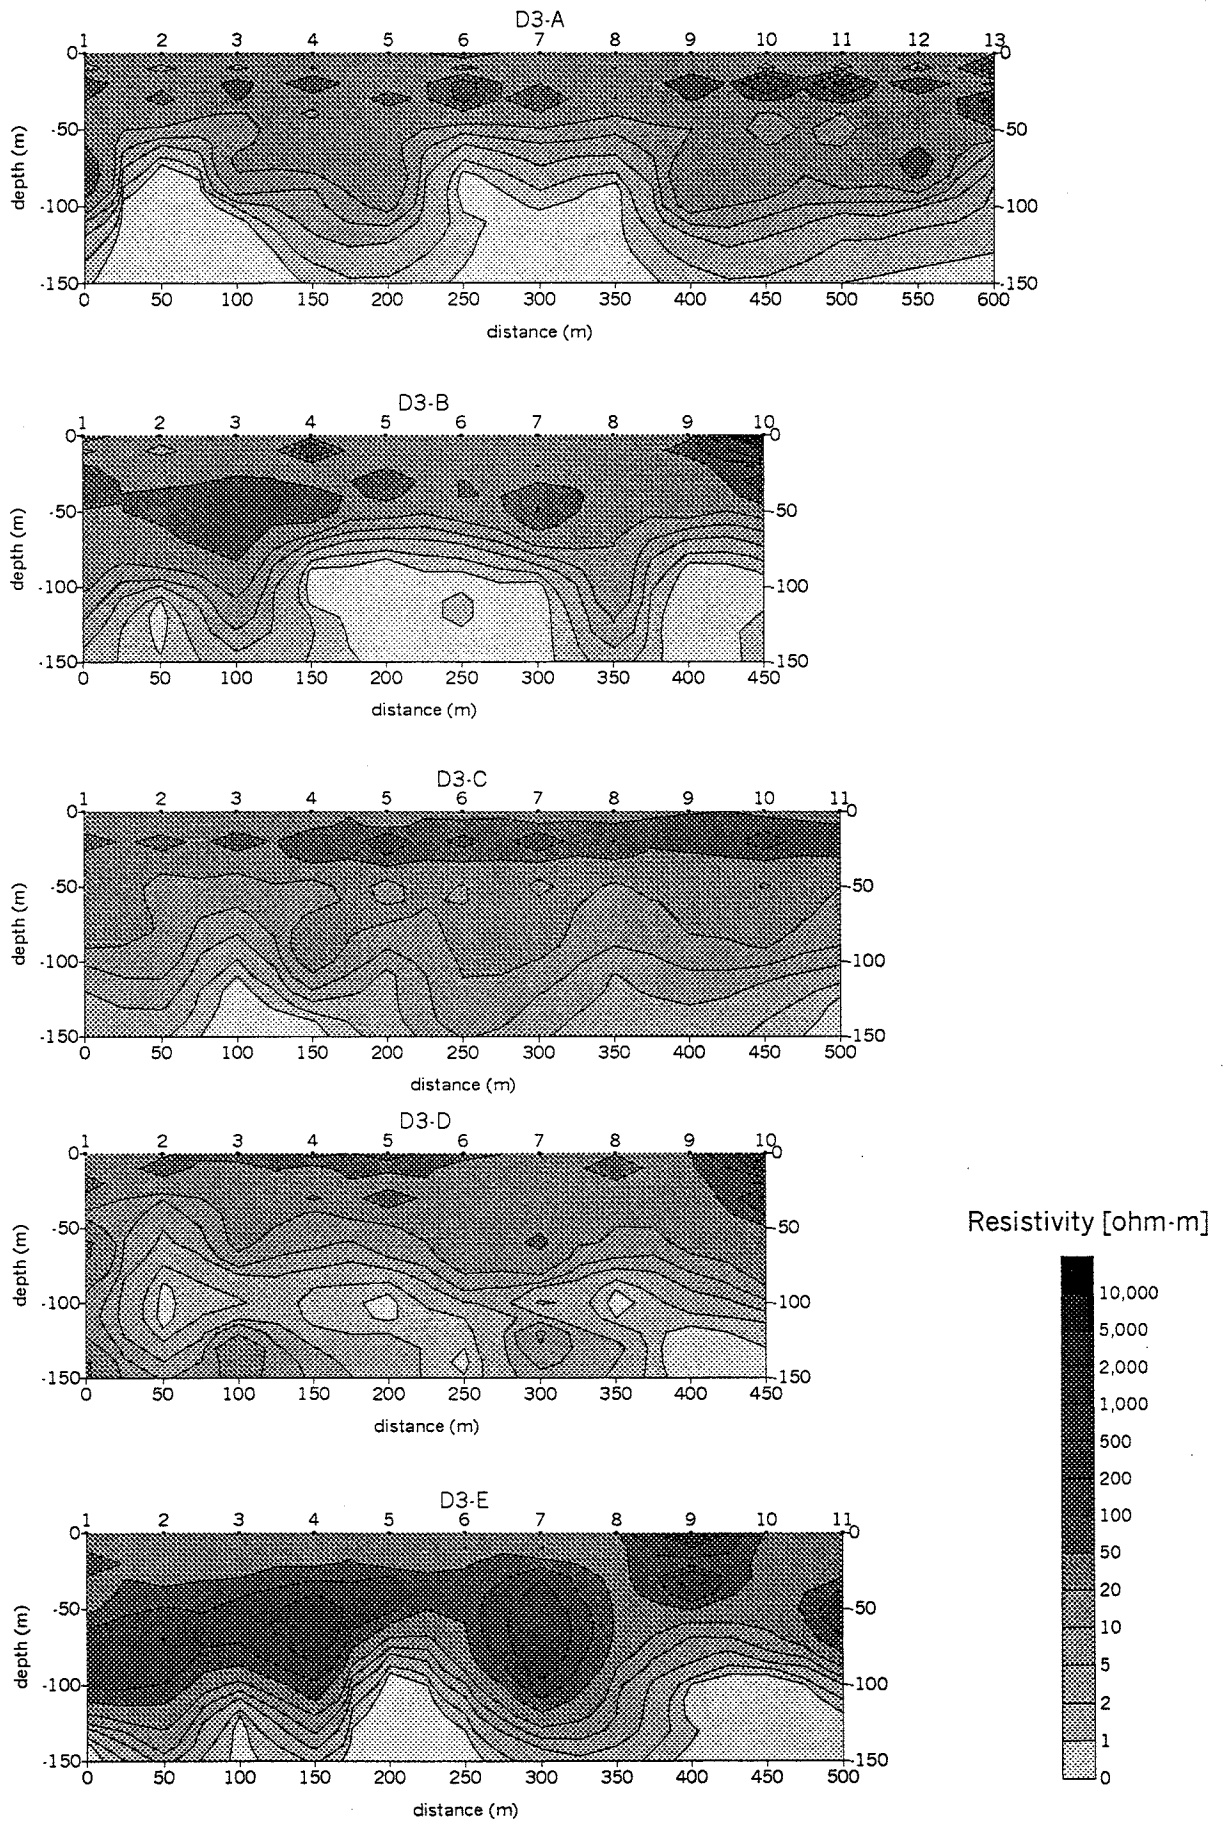 D3-A
1 2 3 4 5 6 7 8 9 10 11 12 13
0 0
-50 -50
-100 -100
-150 -150
depth (m)
0 50 100 150 200 250 300 350 400 450 500 550 600
distance (m)
D3-B
1 2 3 4 5 6 7 8 9 10
0 0
-50 -50
-100 -100
-150 -150
depth (m)
0 50 100 150 200 250 300 350 400 450
distance (m)
D3-C
1 2 3 4 5 6 7 8 9 10 11
0 0
-50 -50
-100 -100
-150 -150
depth (m)
0 50 100 150 200 250 300 350 400 450 500
distance (m)
D3-D
1 2 3 4 5 6 7 8 9 10
0 0
-50 -50
-100 -100
-150 -150
depth (m)
0 50 100 150 200 250 300 350 400 450
distance (m)
D3-E
1 2 3 4 5 6 7 8 9 10 11
0 0
-50 -50
-100 -100
-150 -150
depth (m)
0 50 100 150 200 250 300 350 400 450 500
distance (m)
Resistivity [ohm-m]
10,000
5,000
2,000
1,000
500
200
100
50
20
10
5
2
1
0